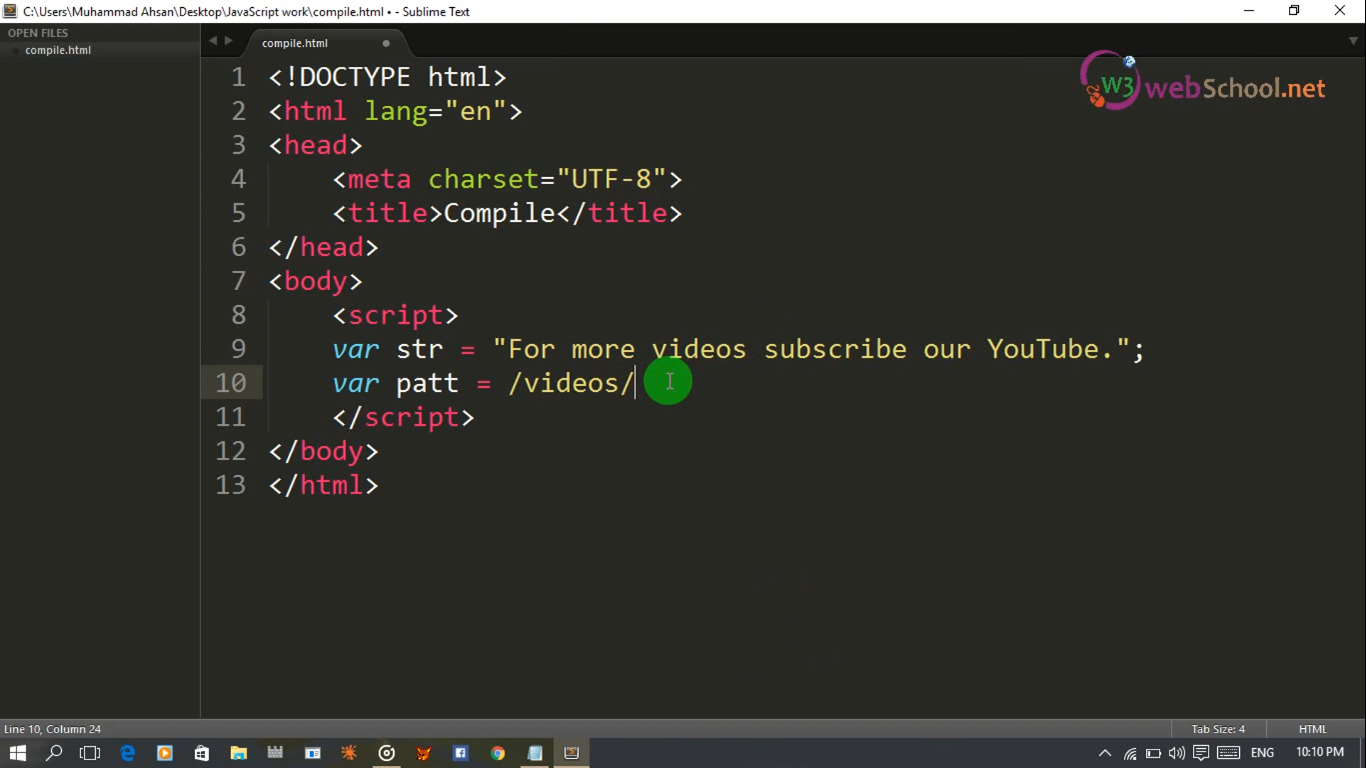 C:\Users\Muhammad Ahsan\Desktop\JavaScript work\compile.html • - Sublime Text
OPEN FILES
compile.html
compile.html
W3 webSchool.net
1 <!DOCTYPE html>
2 <html lang="en">
3 <head>
4 <meta charset="UTF-8">
5 <title>Compile</title>
6 </head>
7 <body>
8 <script>
9 var str = "For more videos subscribe our YouTube.";
10 var patt = /videos/
11 </script>
12 </body>
13 </html>
Line 10, Column 24
Tab Size: 4
HTML
ENG
10:10 PM